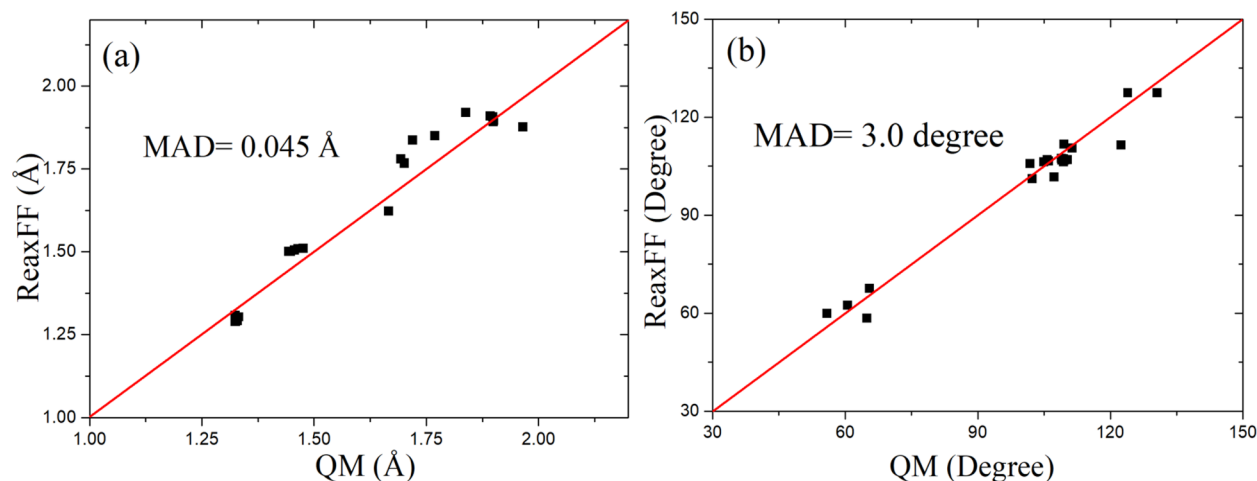 (a)
MAD= 0.045 Å
ReaxFF (Å)
2.00
1.75
1.50
1.25
1.00
1.00 1.25 1.50 1.75 2.00
QM (Å)
(b)
MAD= 3.0 degree
ReaxFF (Degree)
150
120
90
60
30
30 60 90 120 150
QM (Degree)